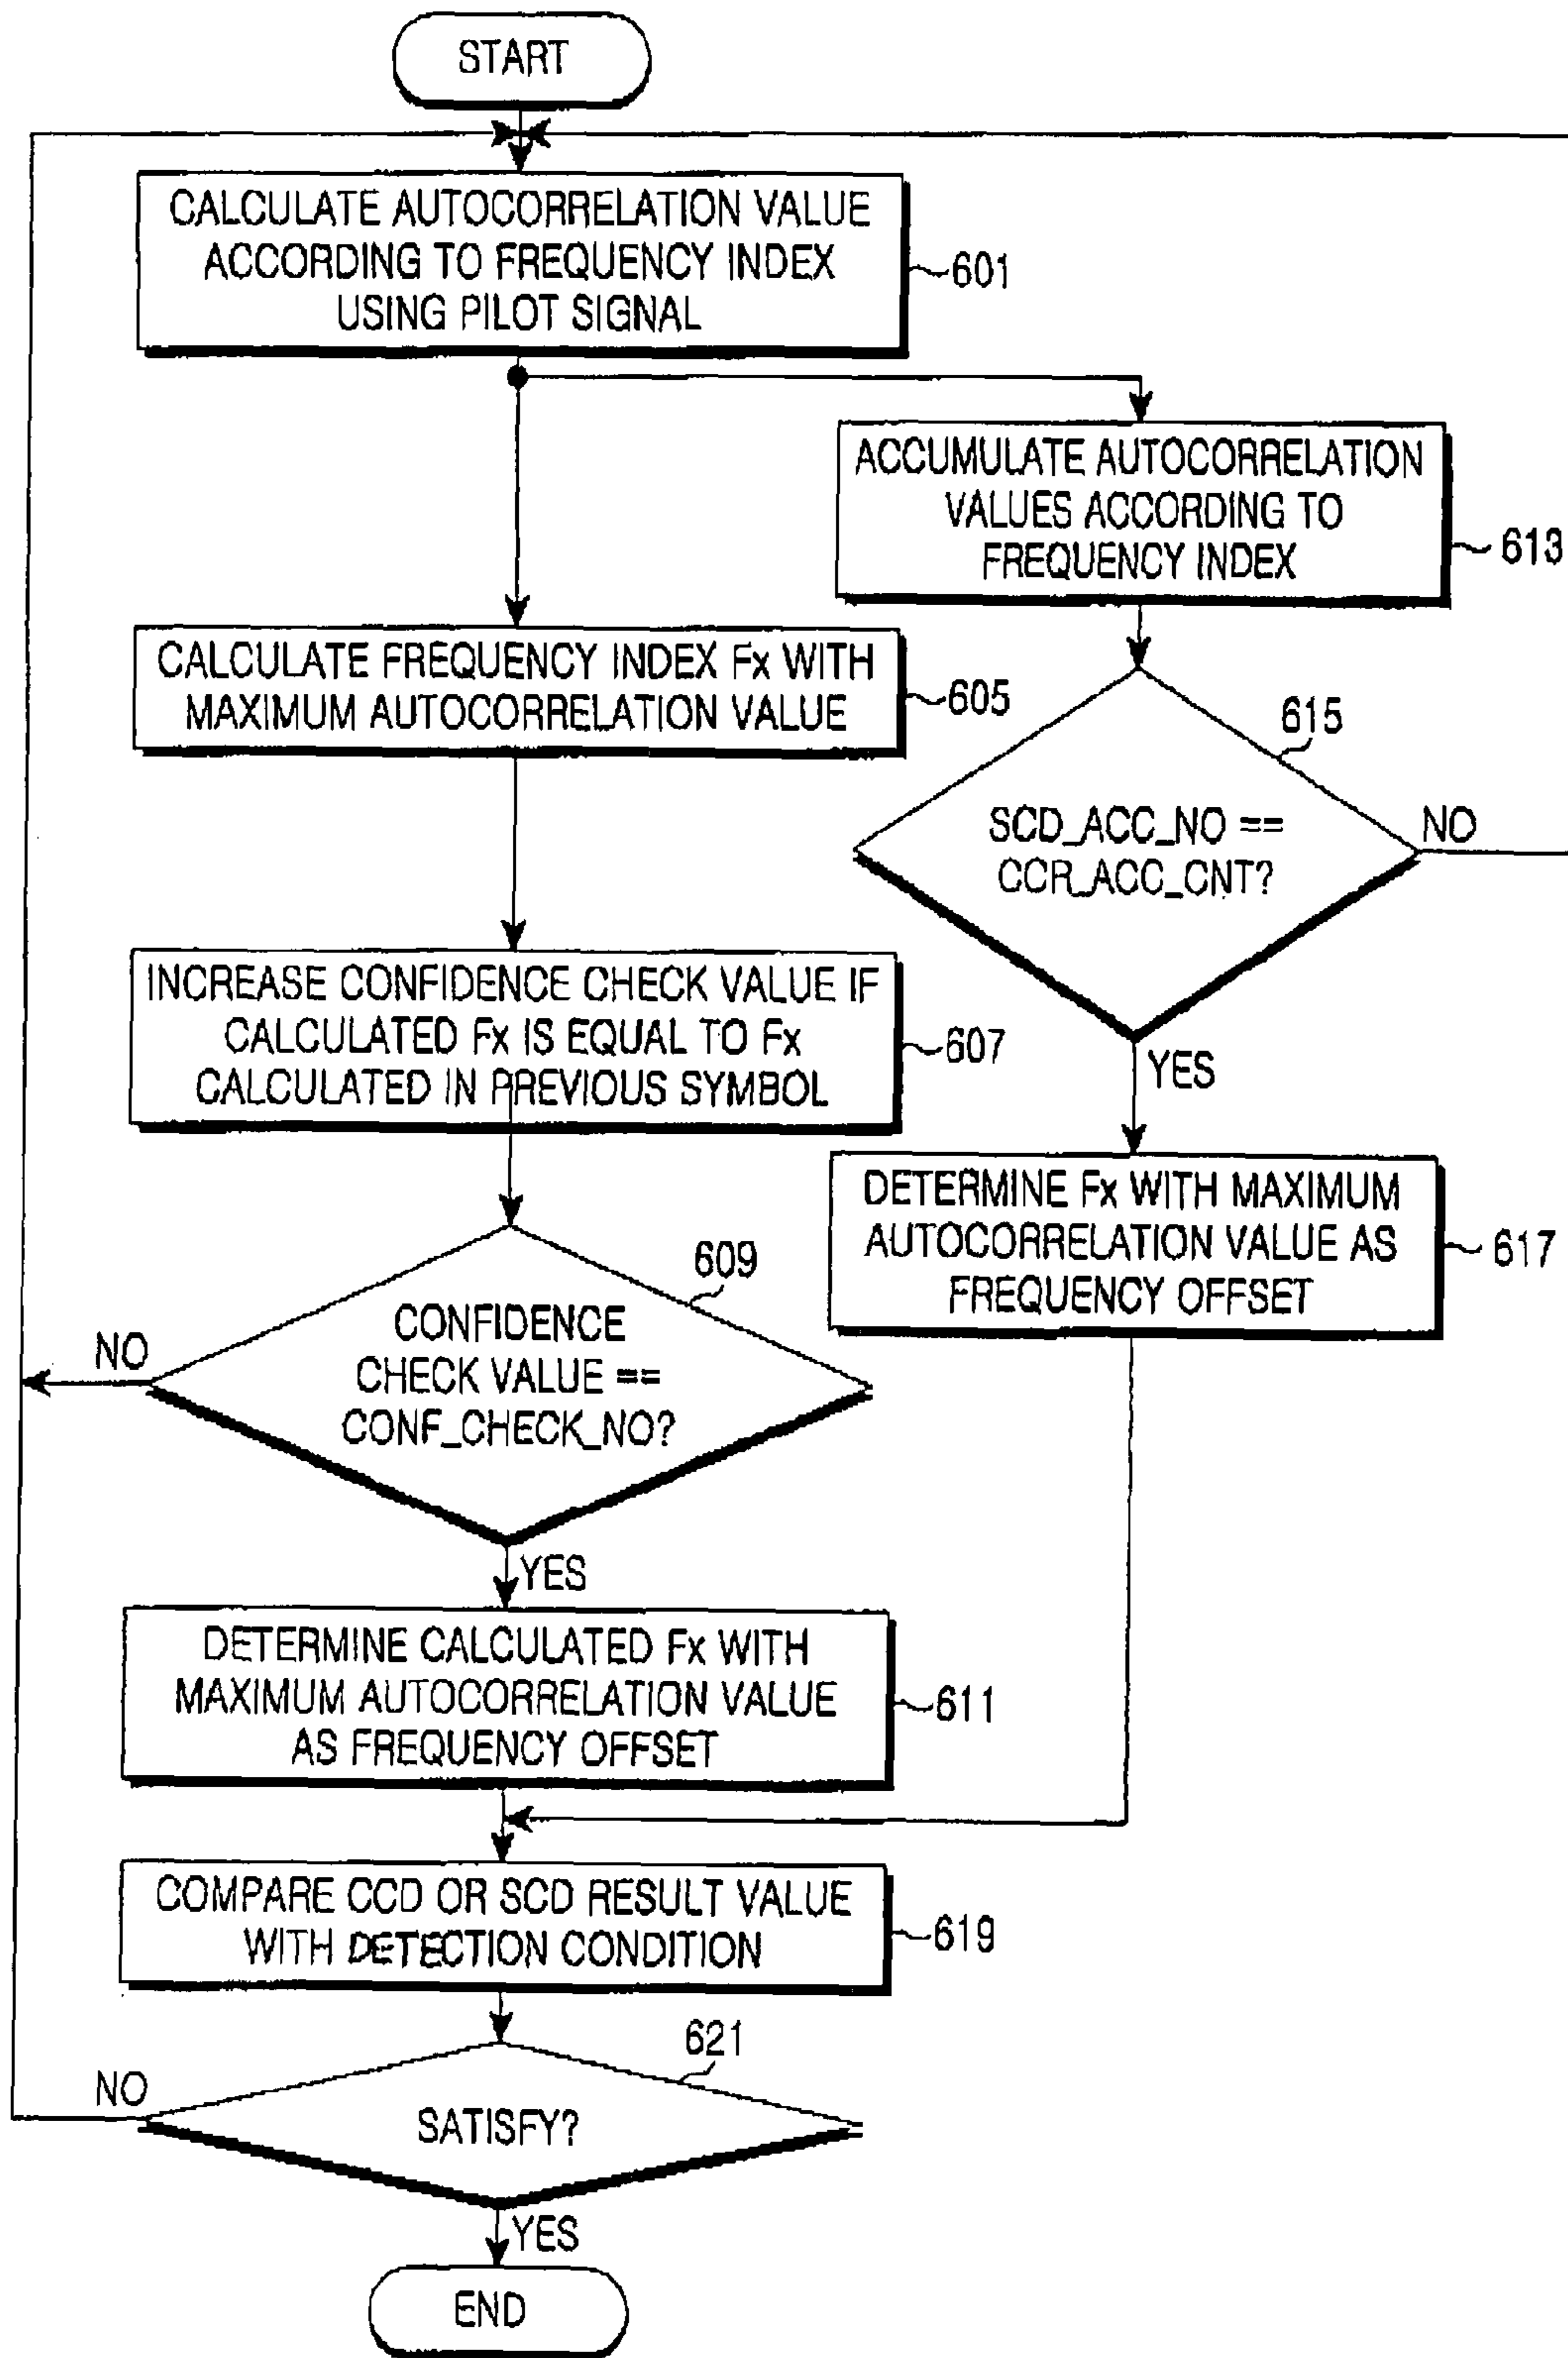 START
CALCULATE AUTOCORRELATION VALUE
ACCORDING TO FREQUENCY INDEX
USING PILOT SIGNAL
601
ACCUMULATE AUTOCORRELATION
VALUES ACCORDING TO
FREQUENCY INDEX
613
CALCULATE FREQUENCY INDEX Fx WITH
MAXIMUM AUTOCORRELATION VALUE
605
615
SCD_ACC_NO ==
CCR_ACC_CNT?
NO
YES
INCREASE CONFIDENCE CHECK VALUE IF
CALCULATED Fx IS EQUAL TO Fx
CALCULATED IN PREVIOUS SYMBOL
607
DETERMINE Fx WITH MAXIMUM
AUTOCORRELATION VALUE AS
FREQUENCY OFFSET
617
609
CONFIDENCE
CHECK VALUE ==
CONF_CHECK_NO?
NO
YES
DETERMINE CALCULATED Fx WITH
MAXIMUM AUTOCORRELATION VALUE
AS FREQUENCY OFFSET
611
COMPARE CCD OR SCD RESULT VALUE
WITH DETECTION CONDITION
619
621
SATISFY?
NO
YES
END